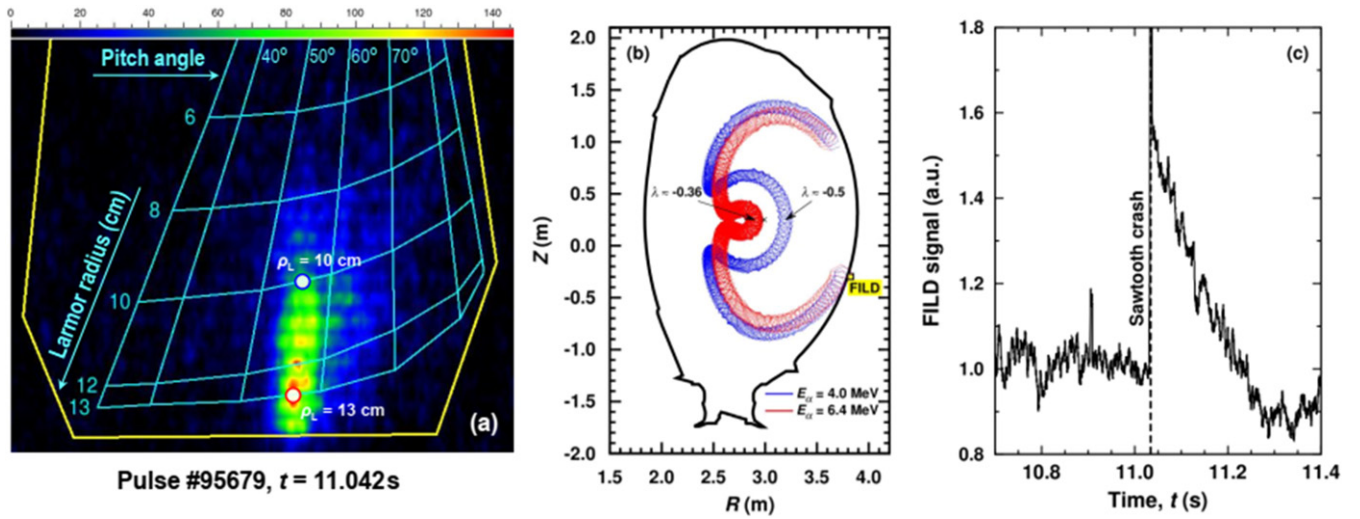 0 20 40 60 80 100 120 140
Pitch angle
40° 50° 60° 70°
6
8
10
12
13
Larmor radius (cm)
ρL = 10 cm
ρL = 13 cm
(a)
Pulse #95679, t = 11.042s
(b)
2.0
1.5
1.0
0.5
0.0
-0.5
-1.0
-1.5
-2.0
Z (m)
λ ≈ -0.36
λ ≈ -0.5
FILD
Eα = 4.0 MeV
Eα = 6.4 MeV
1.5 2.0 2.5 3.0 3.5 4.0
R (m)
(c)
1.8
1.6
1.4
1.2
1.0
0.8
FILD signal (a.u.)
Sawtooth crash
10.8 11.0 11.2 11.4
Time, t (s)